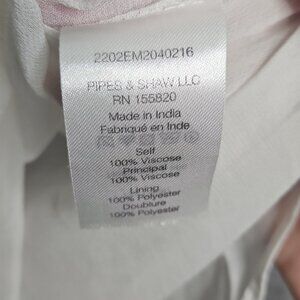 2202EM2040216
PIPES & SHAW LLC
RN 155820
Made in India
Fabriqué en Inde
Self
100% Viscose
Principal
100% Viscose
Lining
100% Polyester
Doublure
100% Polyester